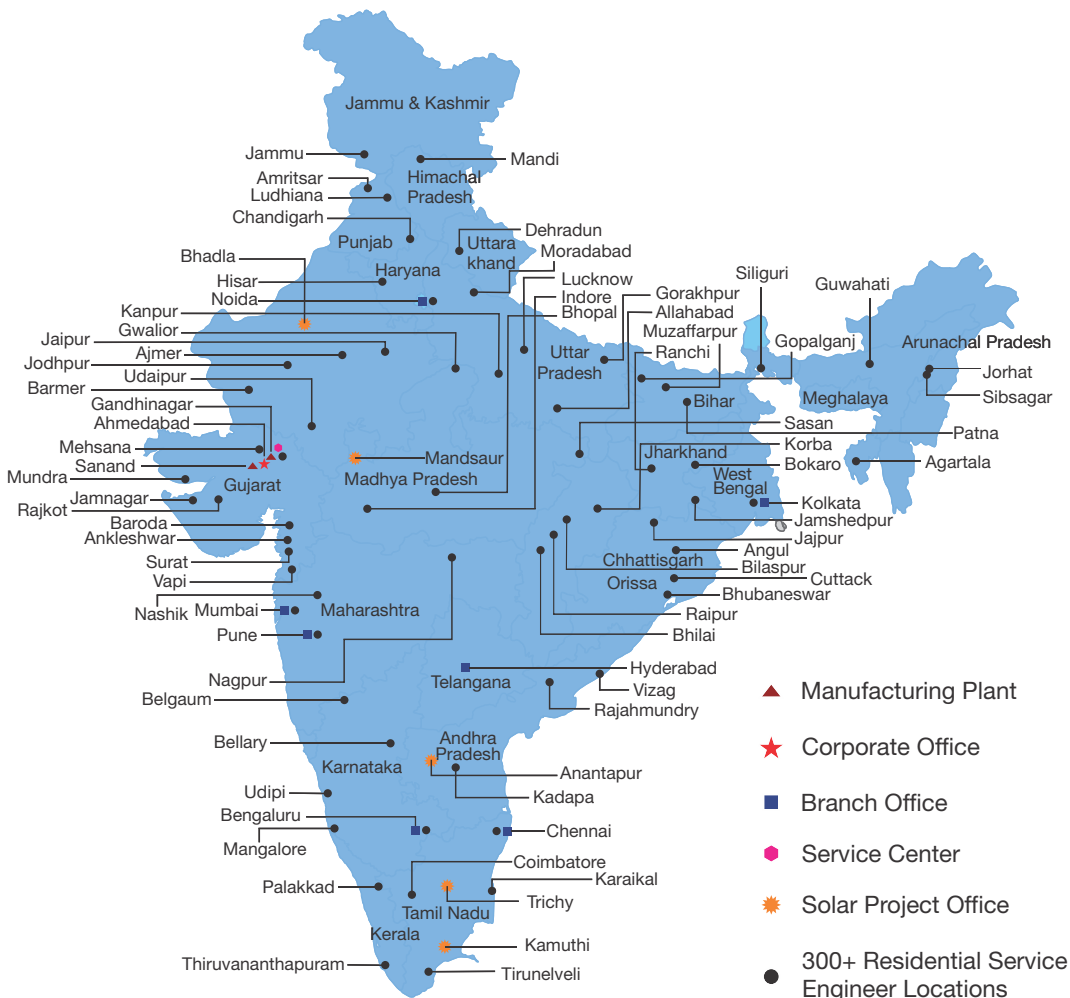 Jammu & Kashmir
Jammu
Mandi
Amritsar
Himachal
Pradesh
Ludhiana
Chandigarh
Dehradun
Punjab
Uttara
khand
Moradabad
Bhadla
Haryana
Hisar
Lucknow
Siliguri
Guwahati
Noida
Indore
Gorakhpur
Kanpur
Bhopal
Allahabad
Gwalior
Muzaffarpur
Jaipur
Gopalganj
Arunachal Pradesh
Ajmer
Uttar
Pradesh
Ranchi
Jodhpur
Jorhat
Udaipur
Barmer
Bihar
Meghalaya
Sibsagar
Gandhinagar
Ahmedabad
Sasan
Patna
Mehsana
Korba
Sanand
Mandsaur
Jharkhand
Bokaro
Agartala
Mundra
Gujarat
Madhya Pradesh
West
Bengal
Jamnagar
Kolkata
Rajkot
Jamshedpur
Baroda
Jajpur
Ankleshwar
Angul
Surat
Chhattisgarh
Bilaspur
Vapi
Orissa
Cuttack
Bhubaneswar
Nashik
Mumbai
Maharashtra
Raipur
Pune
Bhilai
Hyderabad
Nagpur
Telangana
Vizag
Belgaum
Rajahmundry
Manufacturing Plant
Bellary
Andhra
Pradesh
Corporate Office
Karnataka
Anantapur
Udipi
Kadapa
Branch Office
Bengaluru
Chennai
Mangalore
Service Center
Coimbatore
Palakkad
Karaikal
Trichy
Solar Project Office
Tamil Nadu
Kerala
Kamuthi
Thiruvananthapuram
Tirunelveli
300+ Residential Service
Engineer Locations